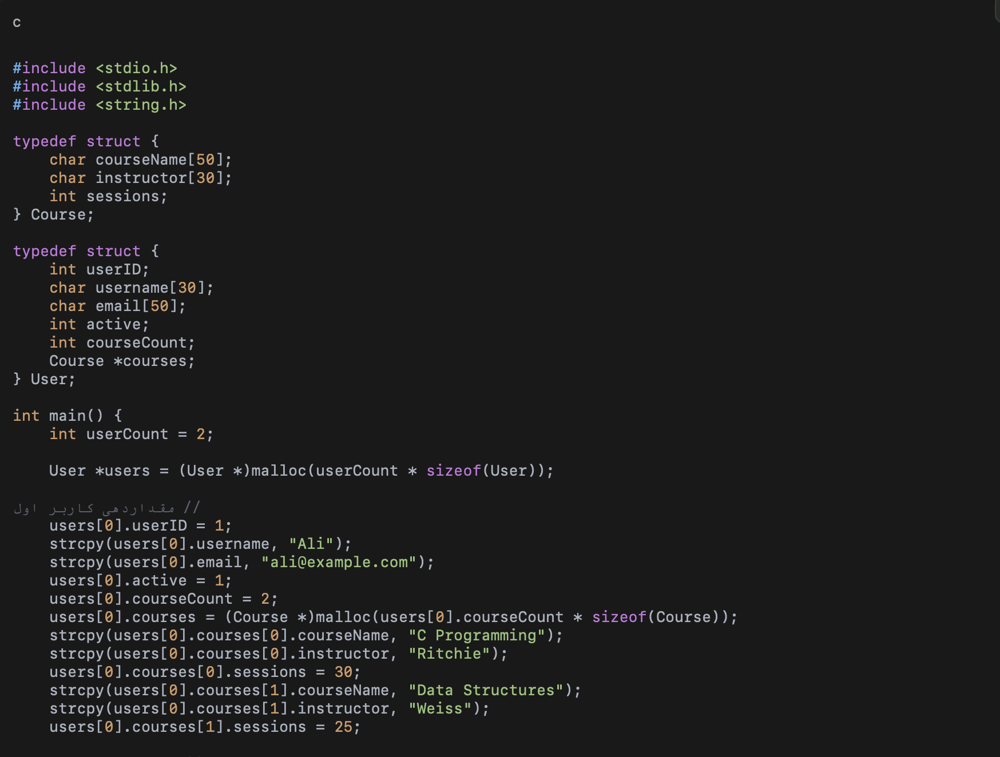 c
#include <stdio.h>
#include <stdlib.h>
#include <string.h>
typedef struct {
    char courseName[50];
    char instructor[30];
    int sessions;
} Course;
typedef struct {
    int userID;
    char username[30];
    char email[50];
    int active;
    int courseCount;
    Course *courses;
} User;
int main() {
    int userCount = 2;
    User *users = (User *)malloc(userCount * sizeof(User));
// مقداردهی کاربر اول
    users[0].userID = 1;
    strcpy(users[0].username, "Ali");
    strcpy(users[0].email, "ali@example.com");
    users[0].active = 1;
    users[0].courseCount = 2;
    users[0].courses = (Course *)malloc(users[0].courseCount * sizeof(Course));
    strcpy(users[0].courses[0].courseName, "C Programming");
    strcpy(users[0].courses[0].instructor, "Ritchie");
    users[0].courses[0].sessions = 30;
    strcpy(users[0].courses[1].courseName, "Data Structures");
    strcpy(users[0].courses[1].instructor, "Weiss");
    users[0].courses[1].sessions = 25;